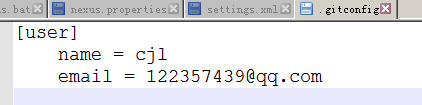 s.bat nexus.properties settings.xml .gitconfig
[user]
name = cjl
email = 122357439@qq.com